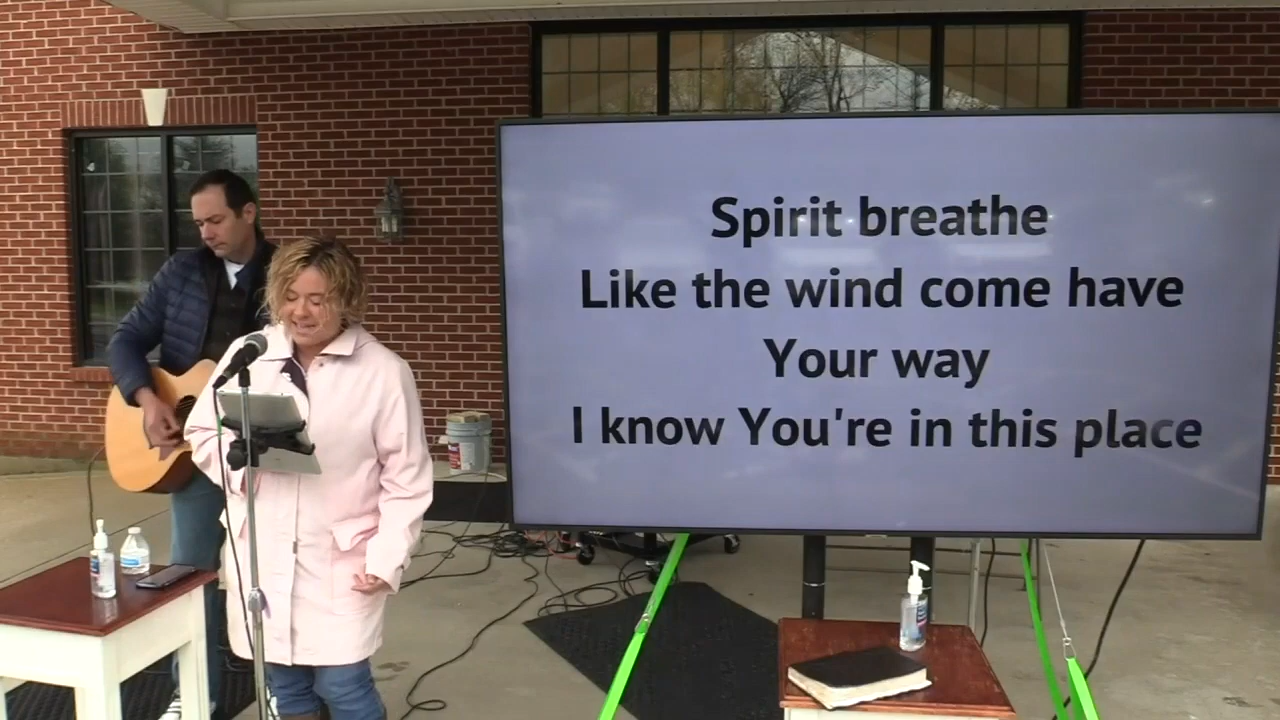 Spirit breathe
Like the wind come have
Your way
I know You're in this place